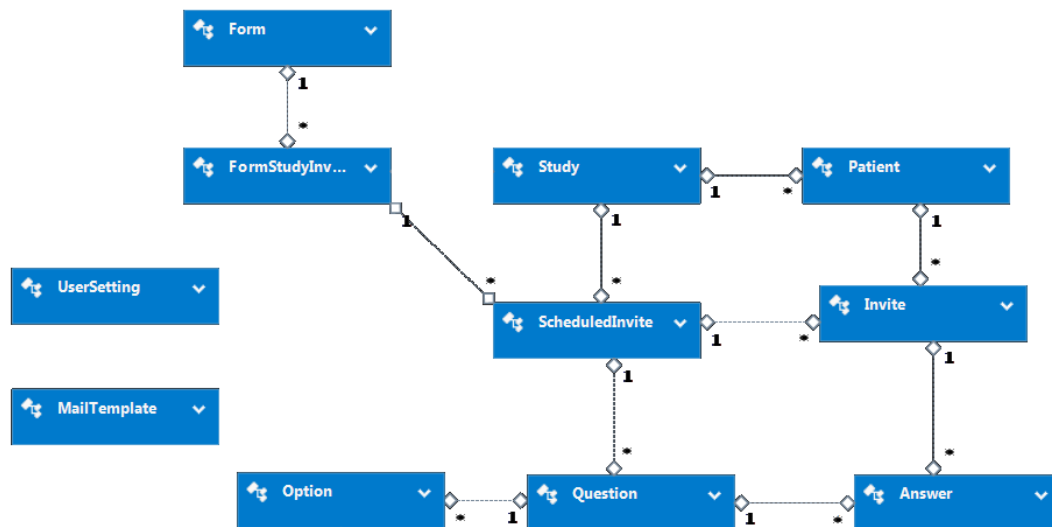 Form
1
*
FormStudyInv...
Study
Patient
1
*
1
1
1
*
*
*
UserSetting
ScheduledInvite
Invite
1
*
1
1
MailTemplate
*
*
Option
Question
Answer
*
1
1
*